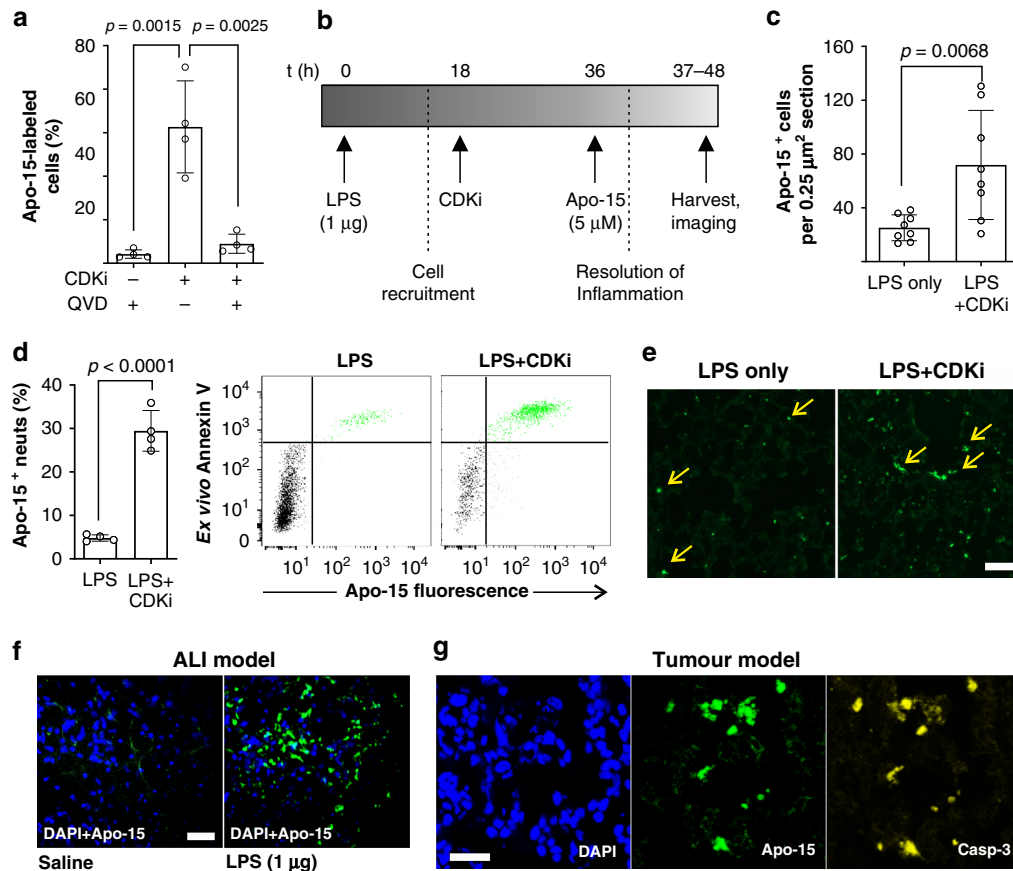 a
p = 0.0015 p = 0.0025
Apo-15-labeled
cells (%)
80
60
40
20
0
CDKi – + +
QVD + – +
b
t (h) 0 18 36 37–48
LPS
(1 µg)
CDKi
Apo-15
(5 µM)
Harvest,
imaging
Cell
recruitment
Resolution of
Inflammation
c
p = 0.0068
Apo-15 + cells
per 0.25 µm² section
160
120
80
40
LPS only
LPS
+CDKi
d
p < 0.0001
Apo-15 + neuts (%)
40
30
20
10
0
LPS
LPS+
CDKi
LPS LPS+CDKi
Ex vivo Annexin V
10⁴
10³
10²
10¹
0
10¹ 10² 10³ 10⁴
10¹ 10² 10³ 10⁴
Apo-15 fluorescence
e
LPS only LPS+CDKi
f
ALI model
DAPI+Apo-15 DAPI+Apo-15
Saline LPS (1 µg)
g
Tumour model
DAPI Apo-15 Casp-3